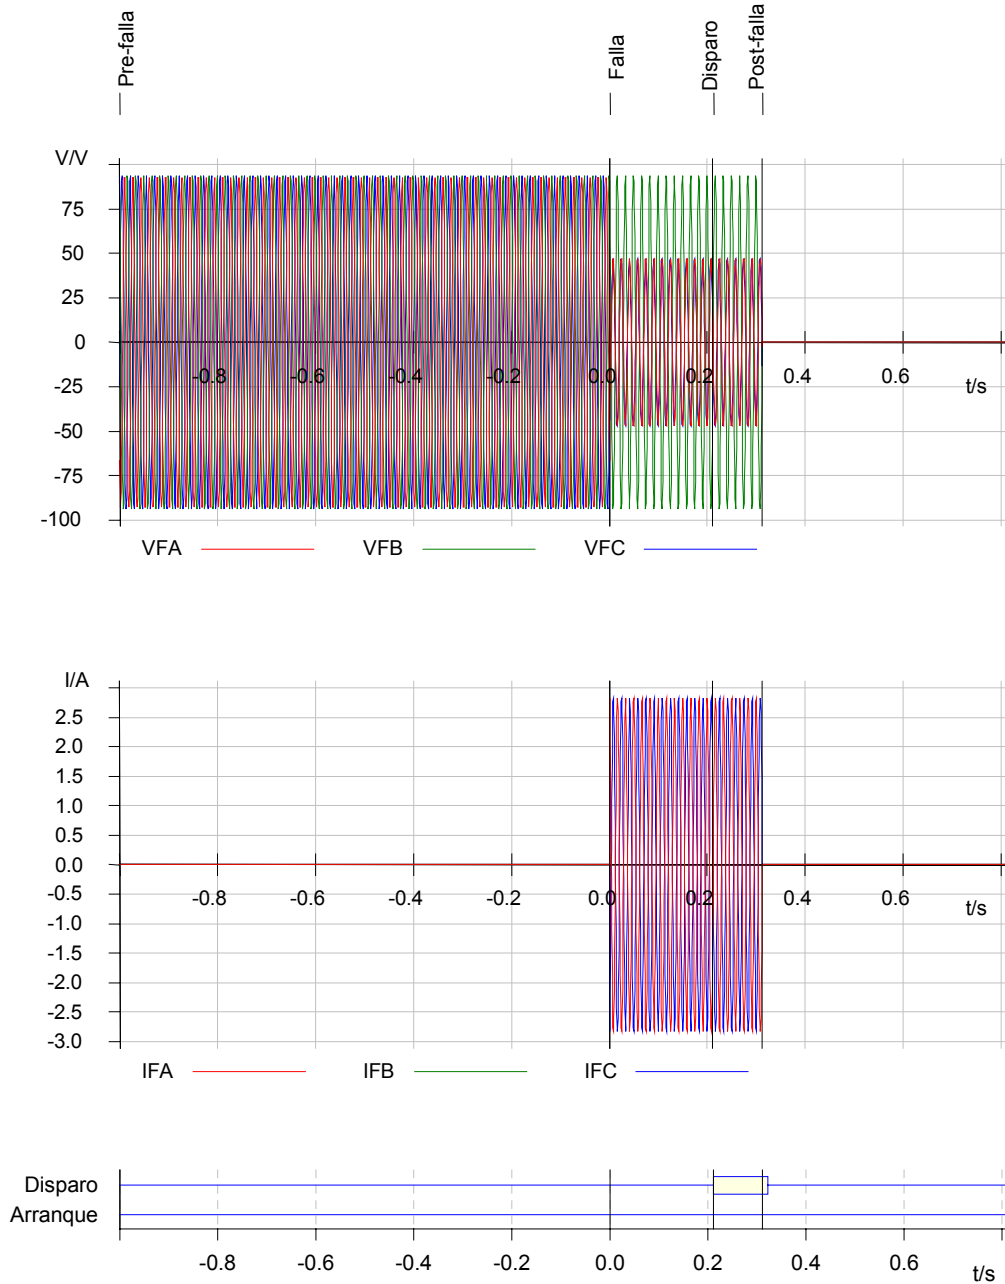 Pre-falla
Falla
Disparo
Post-falla
V/V
75
50
25
0
-25
-50
-75
-100
-0.8 -0.6 -0.4 -0.2 0.0 0.2 0.4 0.6 t/s
VFA VFB VFC
I/A
2.5
2.0
1.5
1.0
0.5
0.0
-0.5
-1.0
-1.5
-2.0
-2.5
-3.0
-0.8 -0.6 -0.4 -0.2 0.0 0.2 0.4 0.6 t/s
IFA IFB IFC
Disparo
Arranque
-0.8 -0.6 -0.4 -0.2 0.0 0.2 0.4 0.6 t/s